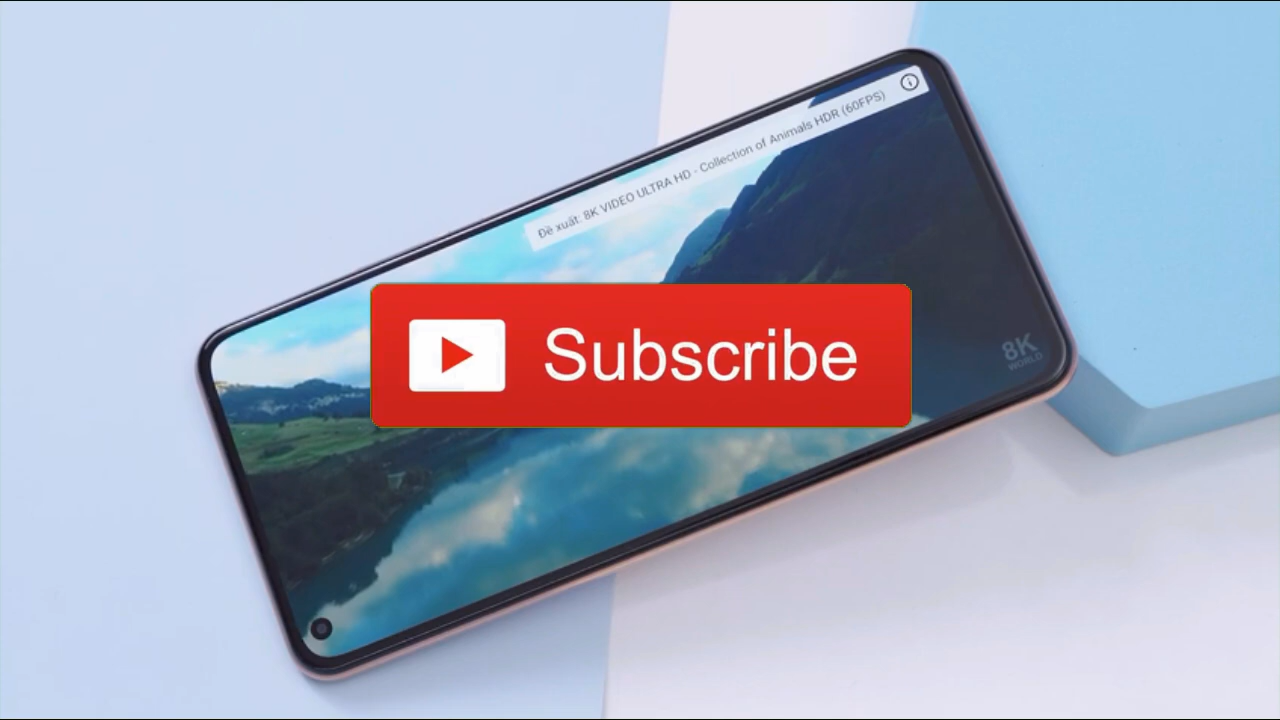 Đề xuất: 8K VIDEO ULTRA HD - Collection of Animals HDR (60FPS)
Subscribe
8K
WORLD